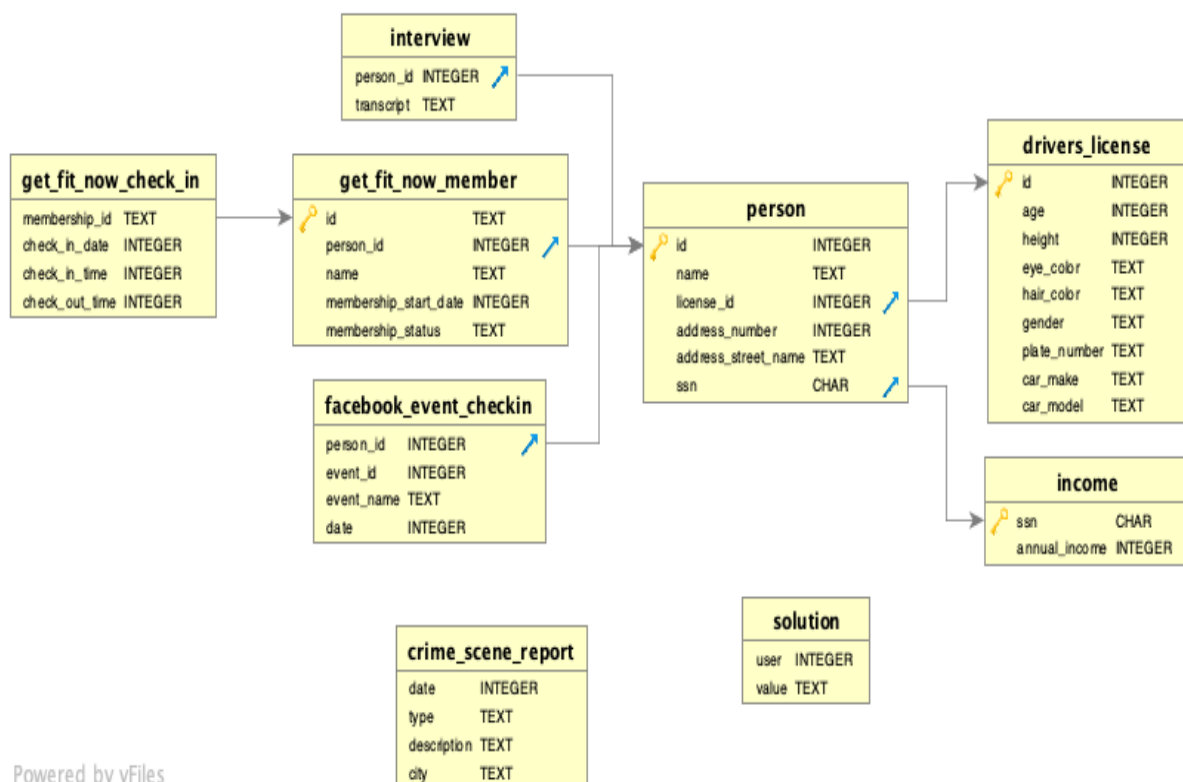 interview
person_id INTEGER
transcript TEXT
get_fit_now_check_in
membership_id TEXT
check_in_date INTEGER
check_in_time INTEGER
check_out_time INTEGER
get_fit_now_member
id TEXT
person_id INTEGER
name TEXT
membership_start_date INTEGER
membership_status TEXT
facebook_event_checkin
person_id INTEGER
event_id INTEGER
event_name TEXT
date INTEGER
person
id INTEGER
name TEXT
license_id INTEGER
address_number INTEGER
address_street_name TEXT
ssn CHAR
drivers_license
id INTEGER
age INTEGER
height INTEGER
eye_color TEXT
hair_color TEXT
gender TEXT
plate_number TEXT
car_make TEXT
car_model TEXT
income
ssn CHAR
annual_income INTEGER
crime_scene_report
date INTEGER
type TEXT
description TEXT
city TEXT
solution
user INTEGER
value TEXT
Powered by yFiles